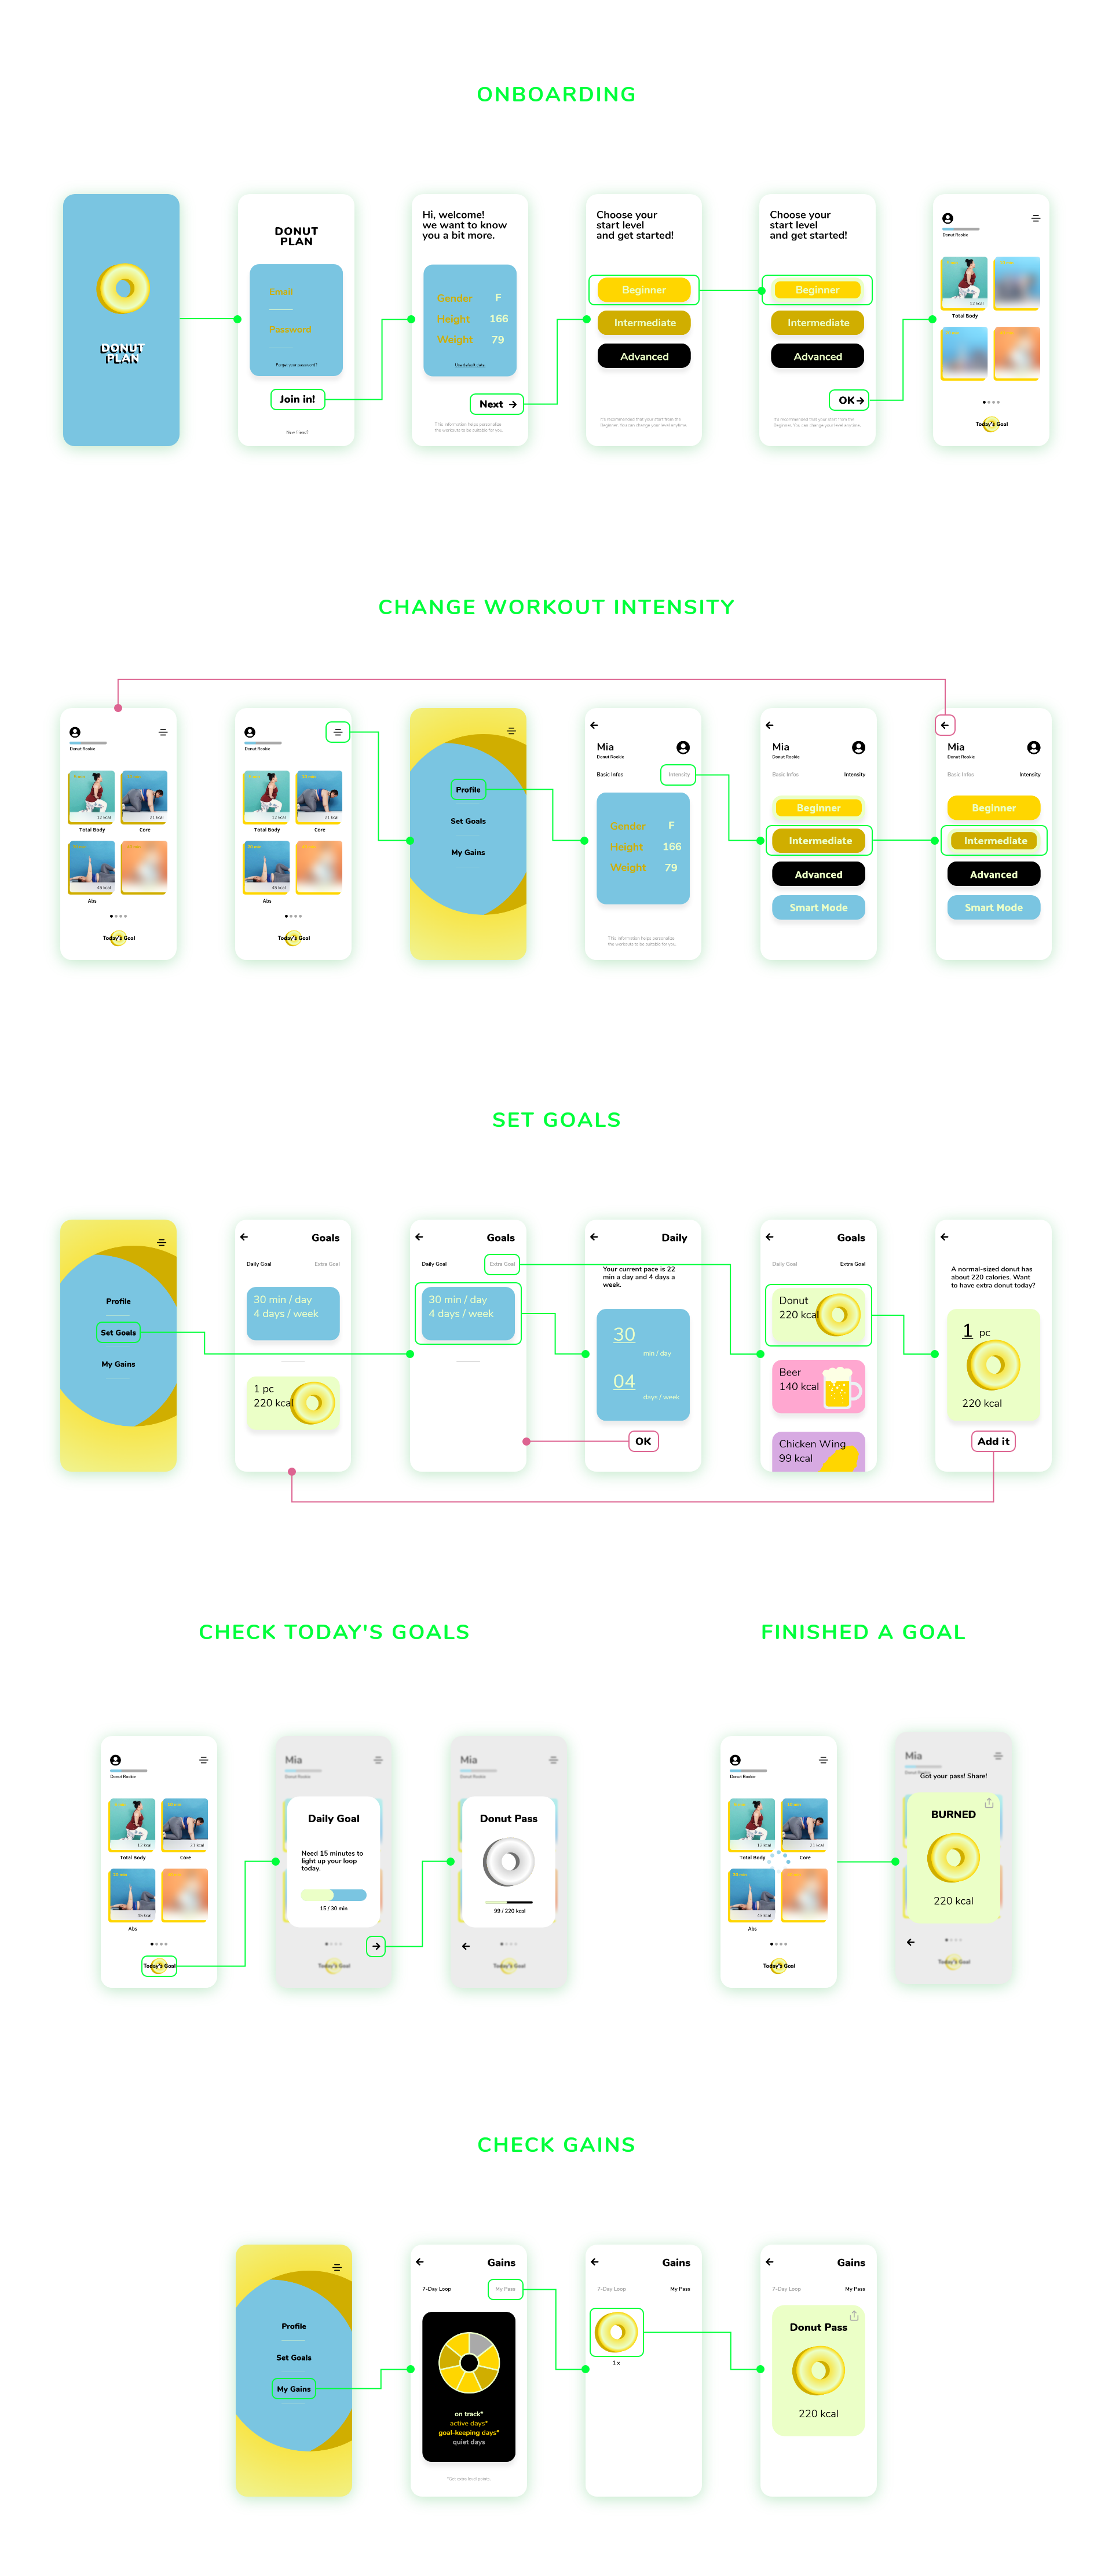 ONBOARDING
DONUT
PLAN
DONUT
PLAN
Email
Password
Forget your password?
Join in!
New friend?
Hi, welcome!
we want to know
you a bit more.
Gender F
Height 166
Weight 79
Use default data.
Next →
This information helps personalize
the workouts to be suitable for you.
Choose your
start level
and get started!
Beginner
Intermediate
Advanced
It's recommended that you start from the
Beginner. You can change your level anytime.
Choose your
start level
and get started!
Beginner
Intermediate
Advanced
OK→
It's recommended that you start from the
Beginner. You can change your level anytime.
Donut Rookie
Total Body
Today's Goal
CHANGE WORKOUT INTENSITY
Donut Rookie
Total Body
Core
Abs
Today's Goal
Donut Rookie
Total Body
Core
Abs
Today's Goal
Profile
Set Goals
My Gains
Mia
Donut Rookie
Basic Infos Intensity
Gender F
Height 166
Weight 79
This information helps personalize
the workouts to be suitable for you.
Mia
Donut Rookie
Basic Infos Intensity
Beginner
Intermediate
Advanced
Smart Mode
Mia
Donut Rookie
Basic Infos Intensity
Beginner
Intermediate
Advanced
Smart Mode
SET GOALS
Profile
Set Goals
My Gains
Goals
Daily Goal Extra Goal
30 min / day
4 days / week
1 pc
220 kcal
Goals
Daily Goal Extra Goal
30 min / day
4 days / week
Daily
Your current pace is 22
min a day and 4 days a
week.
30
min / day
04
days / week
OK
Goals
Daily Goal Extra Goal
Donut
220 kcal
Beer
140 kcal
Chicken Wing
99 kcal
A normal-sized donut has
about 220 calories. Want
to have extra donut today?
1 pc
220 kcal
Add it
CHECK TODAY'S GOALS
Donut Rookie
Total Body
Core
Abs
Today's Goal
Mia
Donut Rookie
Daily Goal
Need 15 minutes to
light up your loop
today.
15 / 30 min
Today's Goal
Mia
Donut Rookie
Donut Pass
99 / 220 kcal
Today's Goal
FINISHED A GOAL
Donut Rookie
Total Body
Core
Abs
Today's Goal
Mia
Got your pass! Share!
BURNED
220 kcal
Today's Goal
CHECK GAINS
Profile
Set Goals
My Gains
Gains
7-Day Loop My Pass
on track*
active days*
goal-keeping days*
quiet days
Gains
7-Day Loop My Pass
1 x
Gains
7-Day Loop My Pass
Donut Pass
220 kcal